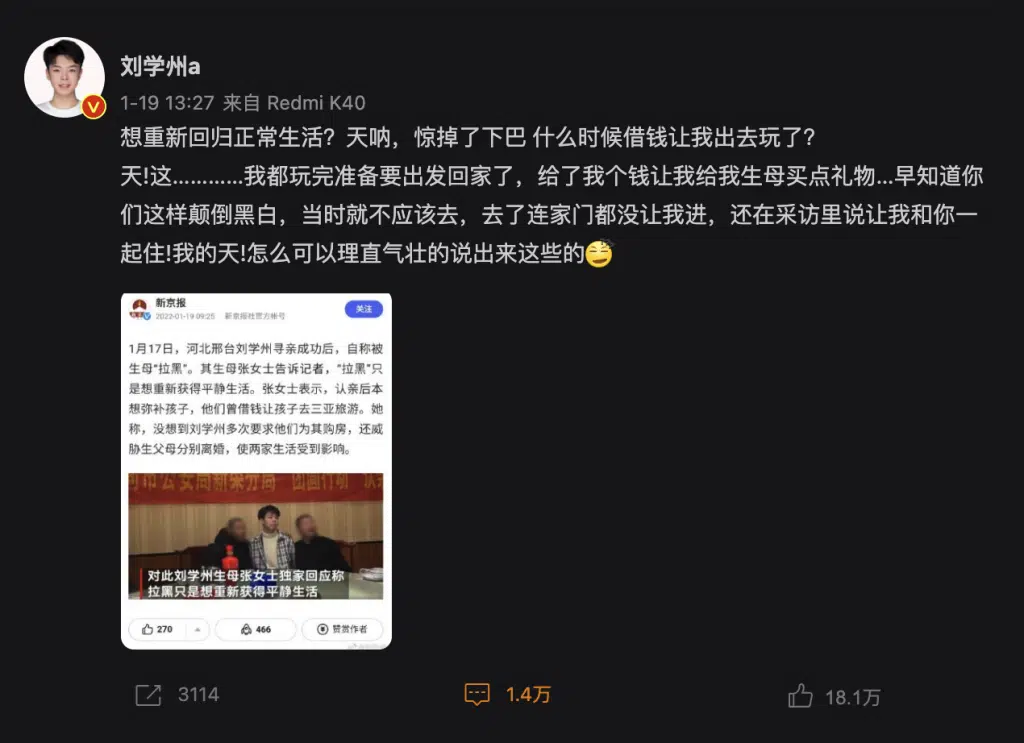 刘学州a
1-19 13:27 来自 Redmi K40
想重新回归正常生活？天呐，惊掉了下巴 什么时候借钱让我出去玩了？
天!这…………我都玩完准备要出发回家了，给了我个钱让我给我生母买点礼物...早知道你
们这样颠倒黑白，当时就不应该去，去了连家门都没让我进，还在采访里说让我和你一
起住!我的天!怎么可以理直气壮的说出来这些的
新京报
关注
2022-01-19 09:25 新京报社官方帐号
1月17日，河北邢台刘学州寻亲成功后，自称被
生母“拉黑”。其生母张女士告诉记者，“拉黑”只
是想重新获得平静生活。张女士表示，认亲后本
想弥补孩子，他们曾借钱让孩子去三亚旅游。她
称，没想到刘学州多次要求他们为其购房，还威
胁生父母分别离婚，使两家生活受到影响。
市公安局新荣分局 团圆行动 认
对此刘学州生母张女士独家回应称
拉黑只是想重新获得平静生活
270
466
赞赏作者
3114
1.4万
18.1万